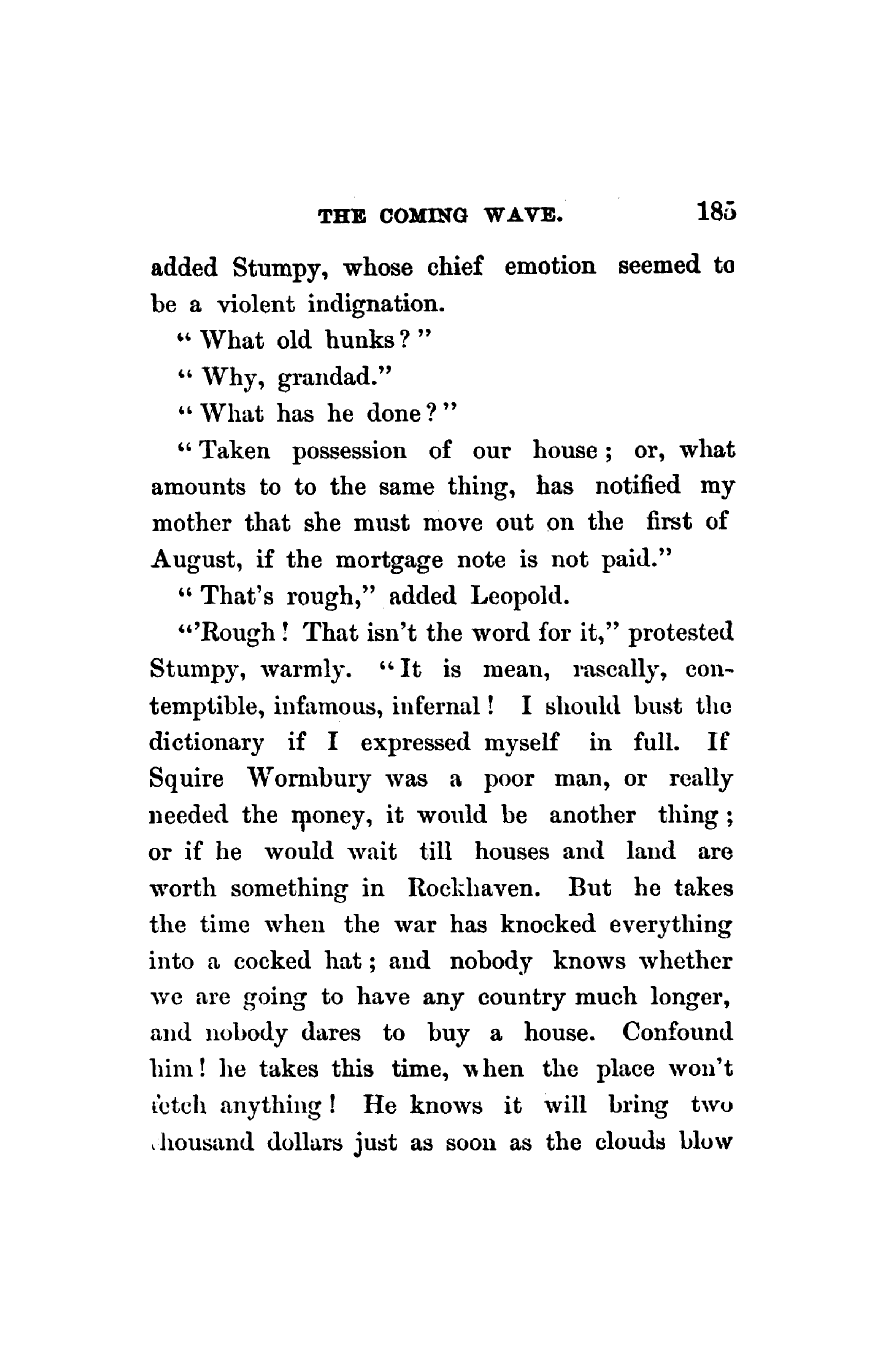 THE COMING WAVE. 185
added Stumpy, whose chief emotion seemed to
be a violent indignation.
“ What old hunks? ”
“ Why, grandad.”
“ What has he done? ”
“ Taken possession of our house ; or, what
amounts to to the same thing, has notified my
mother that she must move out on the first of
August, if the mortgage note is not paid.”
“ That’s rough,” added Leopold.
“’Rough ! That isn’t the word for it,” protested
Stumpy, warmly. “ It is mean, rascally, con-
temptible, infamous, infernal ! I should bust the
dictionary if I expressed myself in full. If
Squire Wormbury was a poor man, or really
needed the money, it would be another thing ;
or if he would wait till houses and land are
worth something in Rockhaven. But he takes
the time when the war has knocked everything
into a cocked hat ; and nobody knows whether
we are going to have any country much longer,
and nobody dares to buy a house. Confound
him ! he takes this time, when the place won’t
fetch anything ! He knows it will bring two
thousand dollars just as soon as the clouds blow